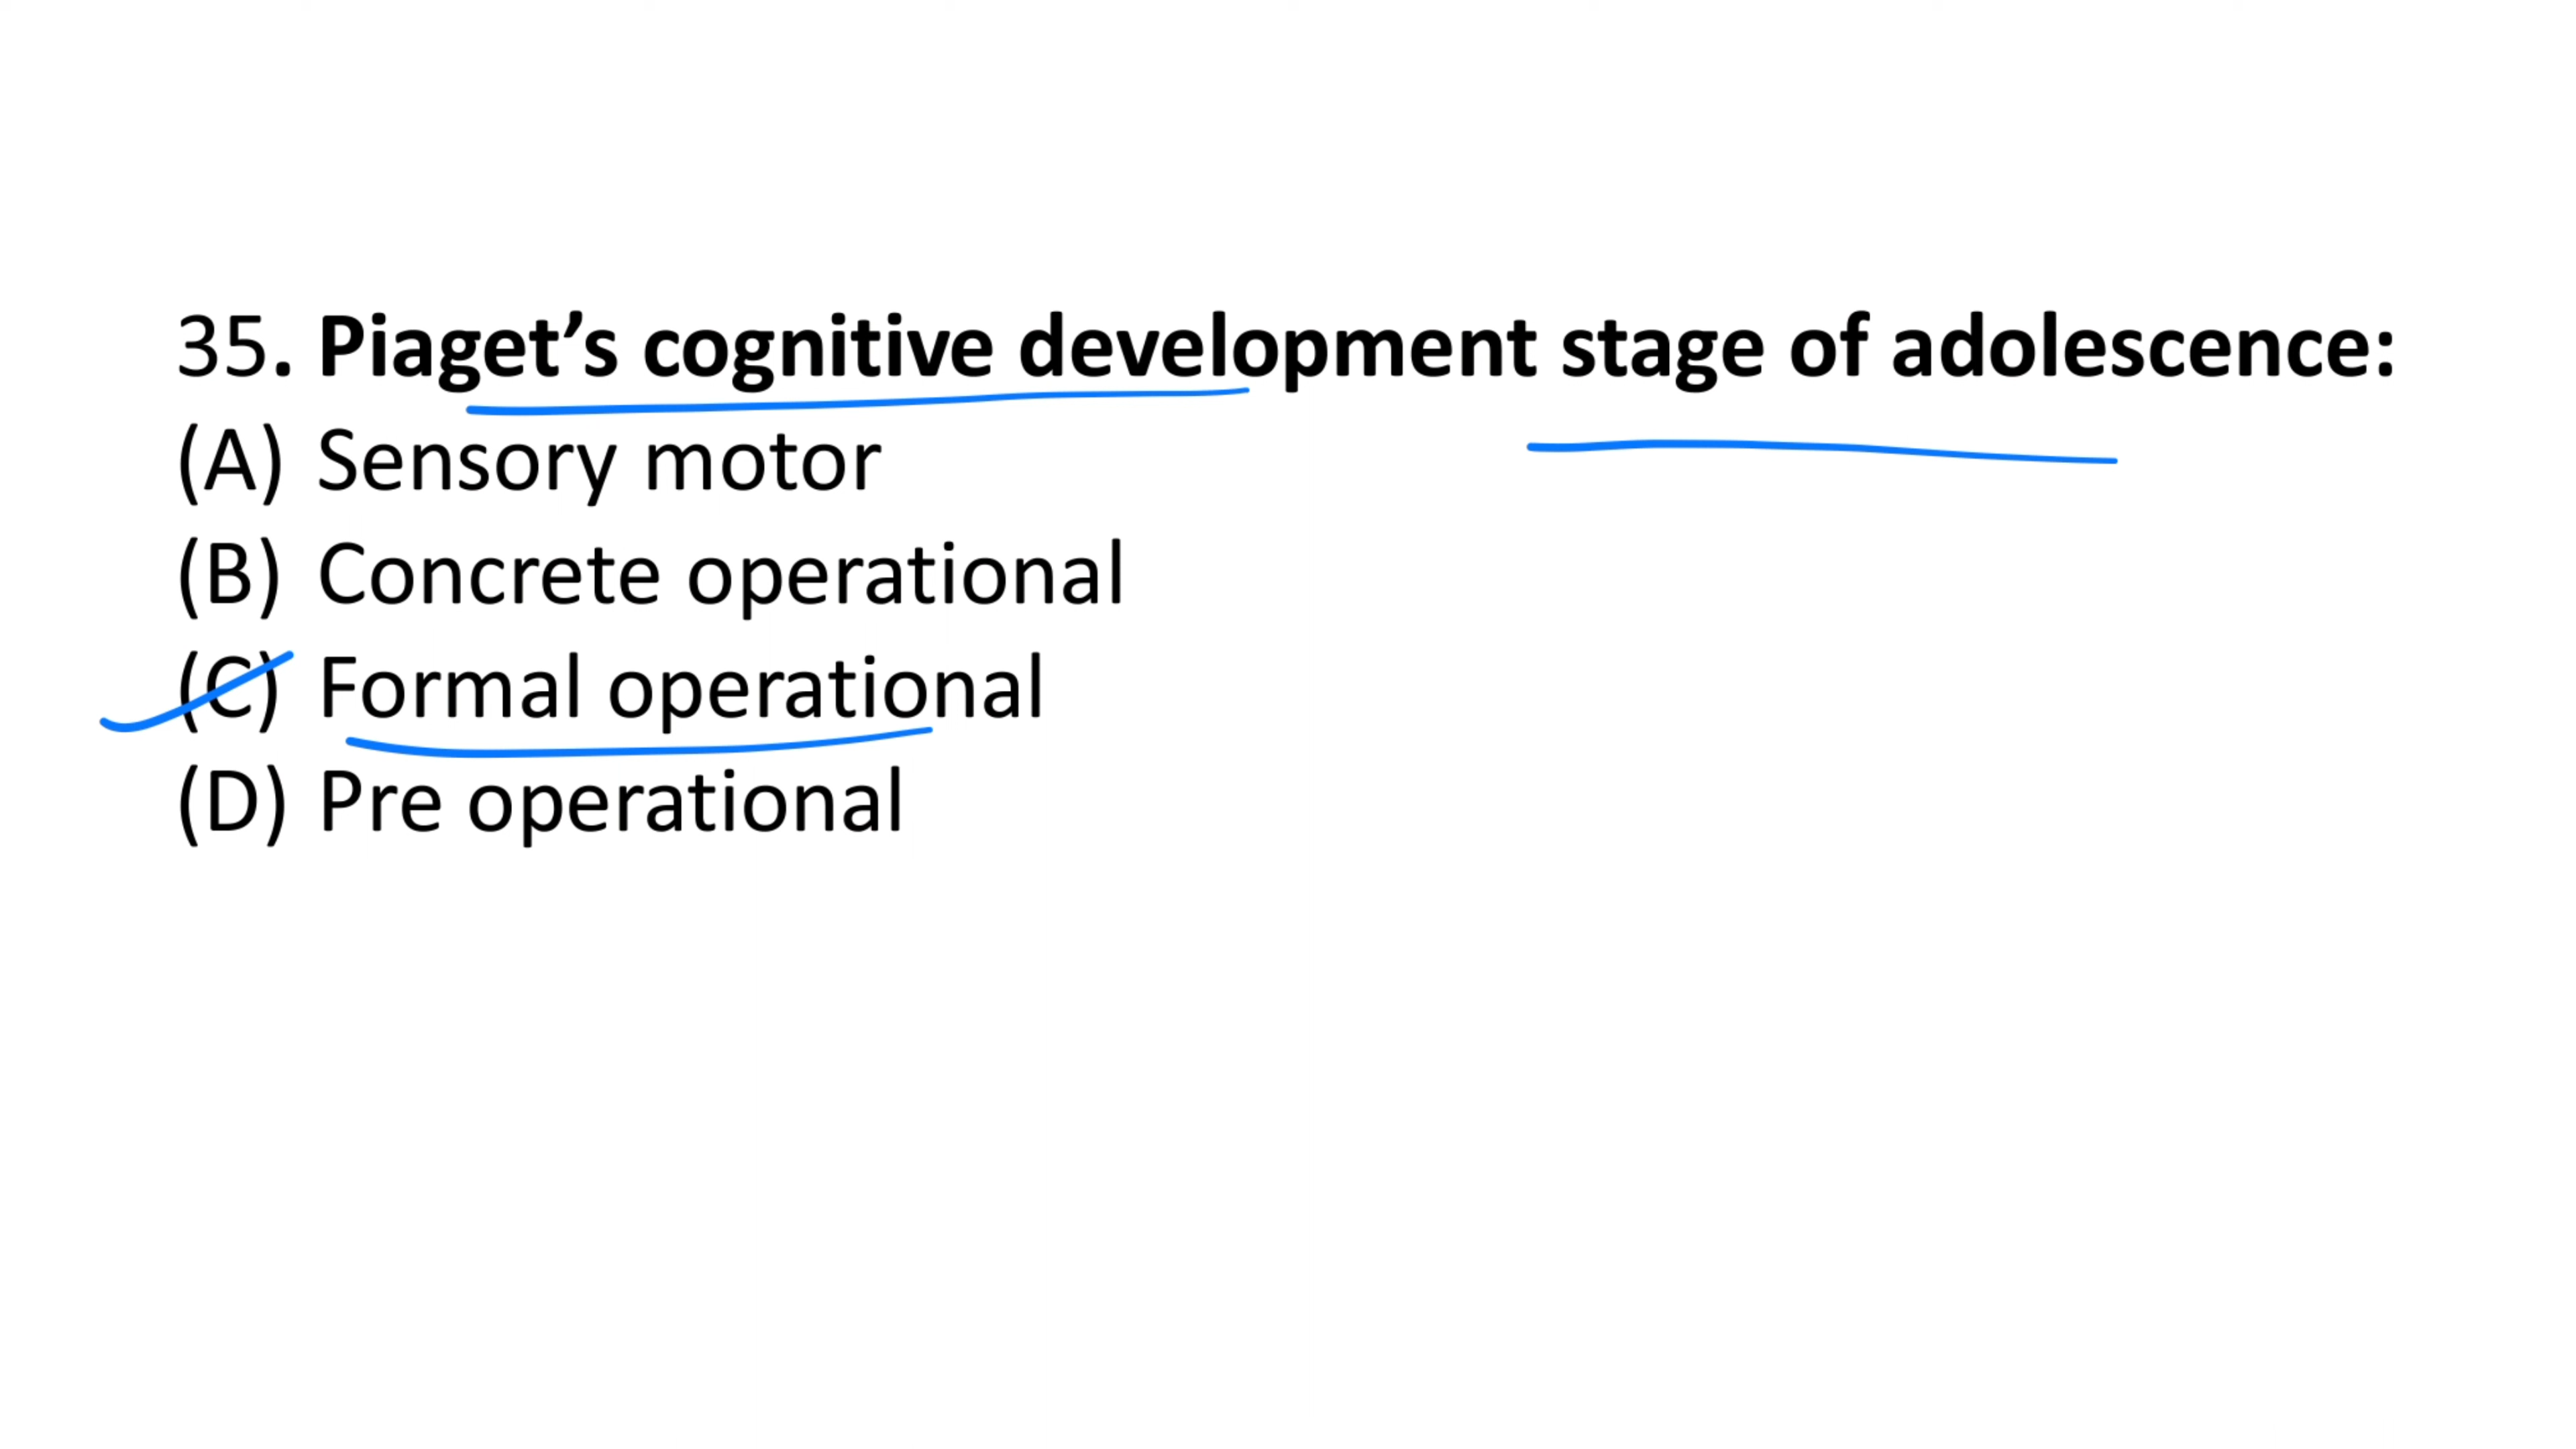 35. Piaget’s cognitive development stage of adolescence:
(A) Sensory motor
(B) Concrete operational
(C) Formal operational
(D) Pre operational